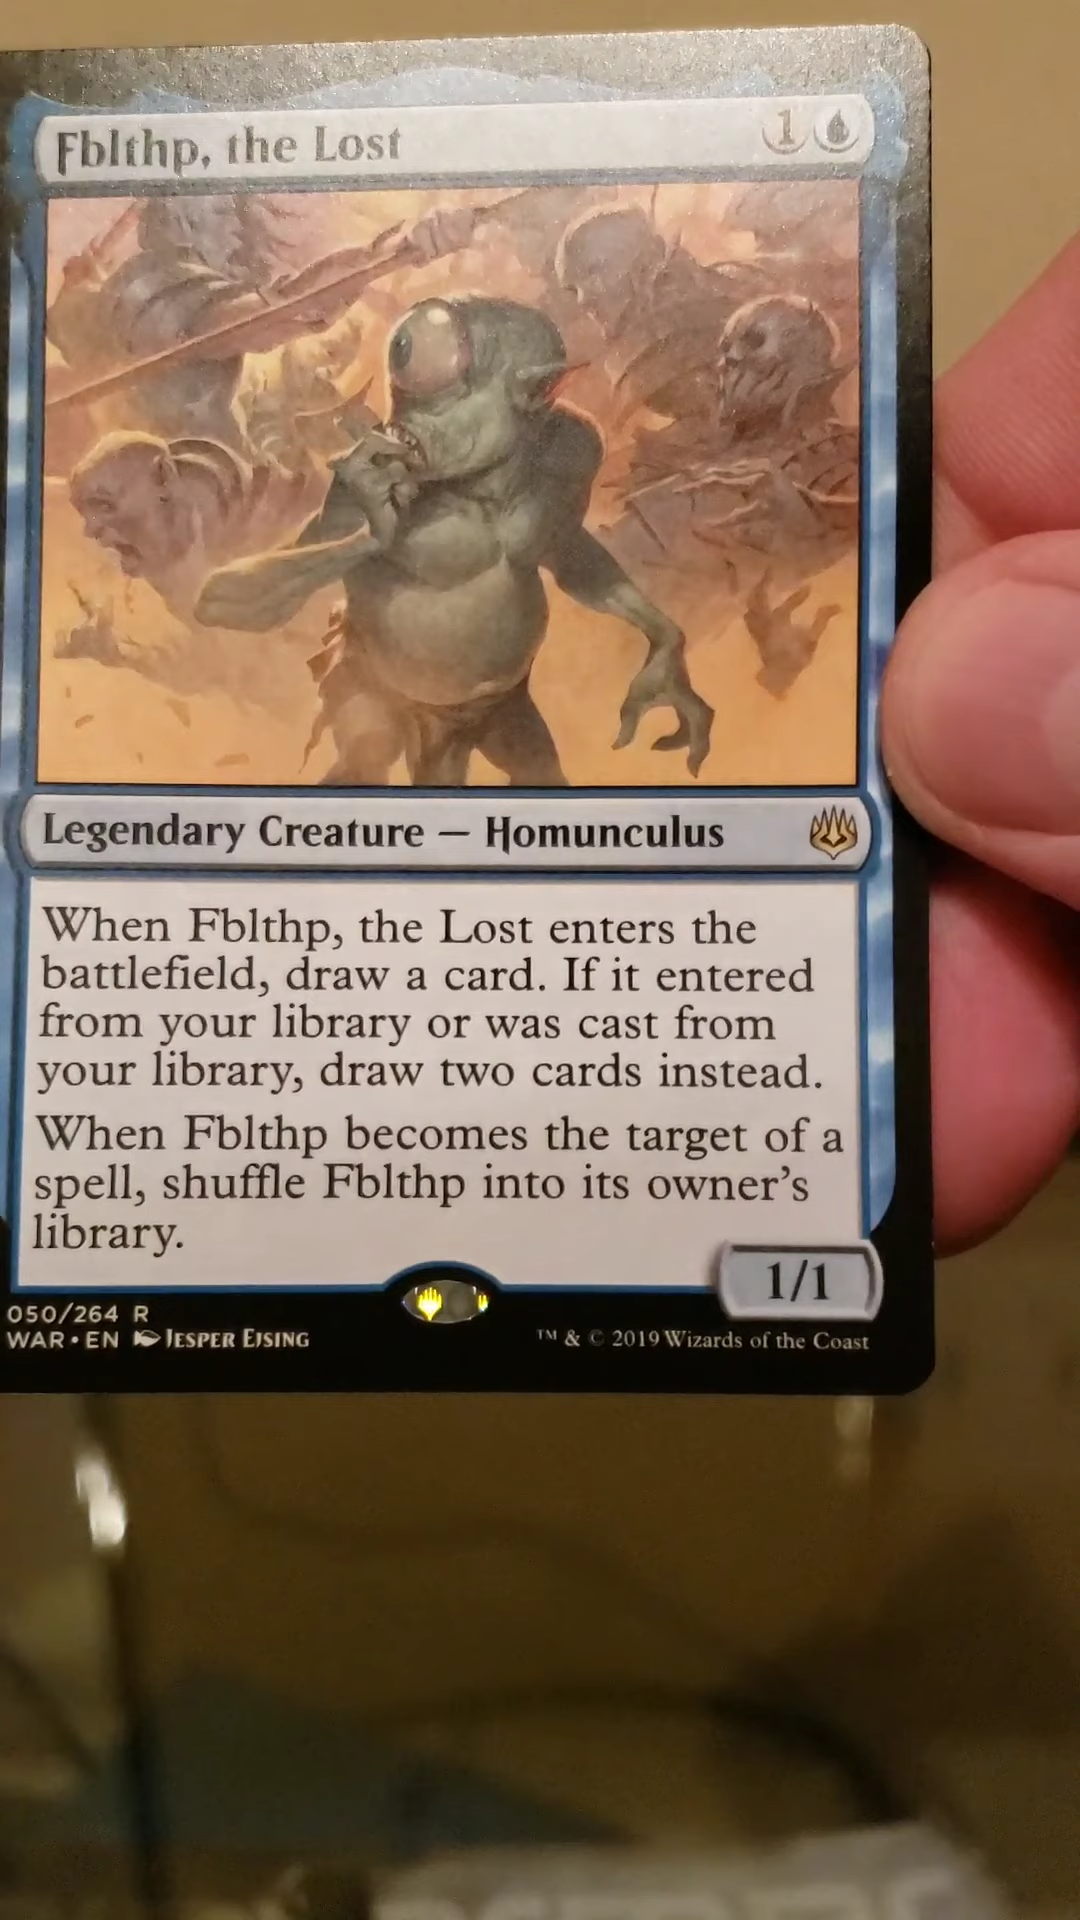 Fblthp, the Lost 1
Legendary Creature — Homunculus
When Fblthp, the Lost enters the
battlefield, draw a card. If it entered
from your library or was cast from
your library, draw two cards instead.
When Fblthp becomes the target of a
spell, shuffle Fblthp into its owner's
library.
1/1
050/264 R
WAR • EN JESPER EJSING
™ & © 2019 Wizards of the Coast